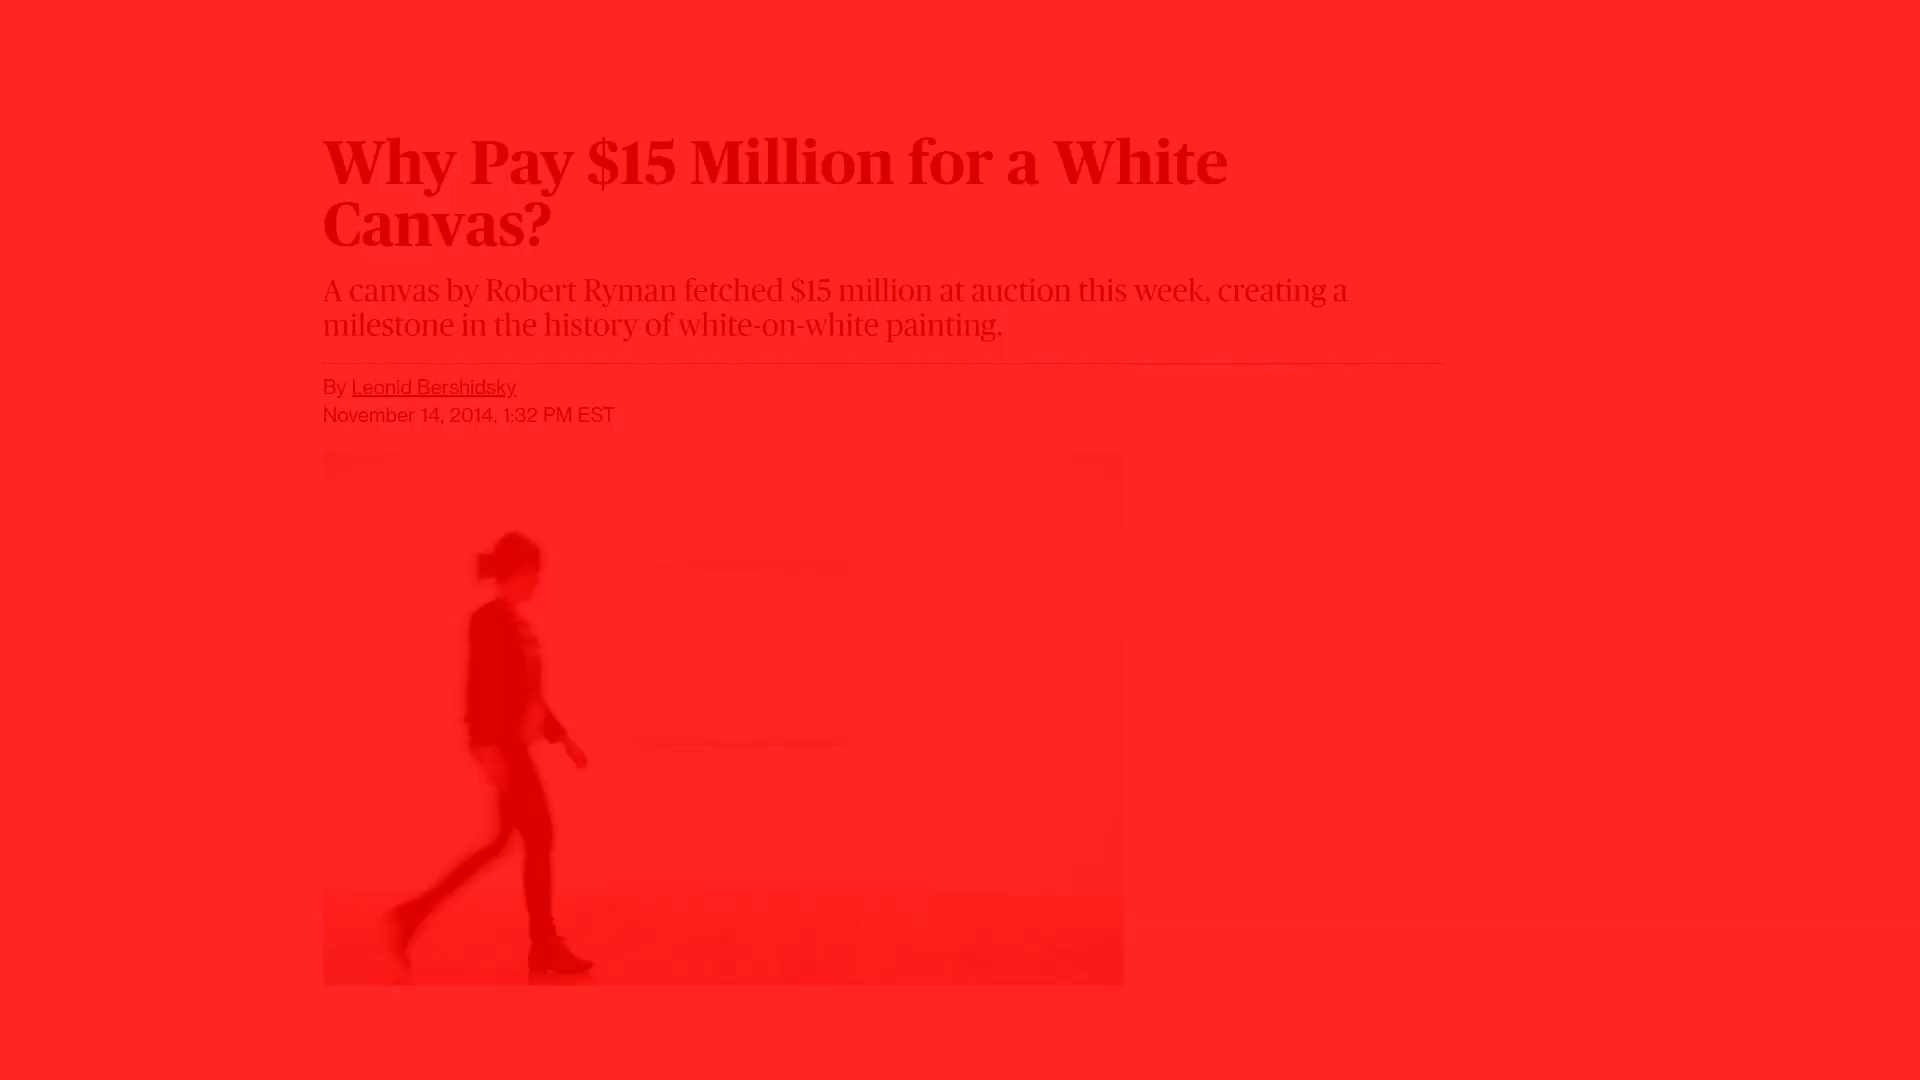 Why Pay $15 Million for a White
Canvas?
A canvas by Robert Ryman fetched $15 million at auction this week, creating a
milestone in the history of white-on-white painting.
By Leonid Bershidsky
November 14, 2014, 1:32 PM EST